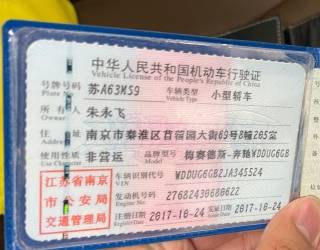 中华人民共和国机动车行驶证
Vehicle License of the People's Republic of China
号牌号码 苏A63M59 车辆类型 小型轿车
Plate No. Vehicle Type
所有人 朱永飞
Owner
住址 南京市秦淮区苜蓿园大街69号8幢205室
Address
使用性质 非营运 品牌型号 梅赛德斯-奔驰WDDUG6GB
Use Character Model
江苏省南京 车辆识别代号 WDDUG6GB2JA345524
VIN
市公安局 发动机号码 27682430680622
Engine No.
交通管理局 注册日期 2017-10-24 发证日期 2017-10-24
Register Date Issue Date